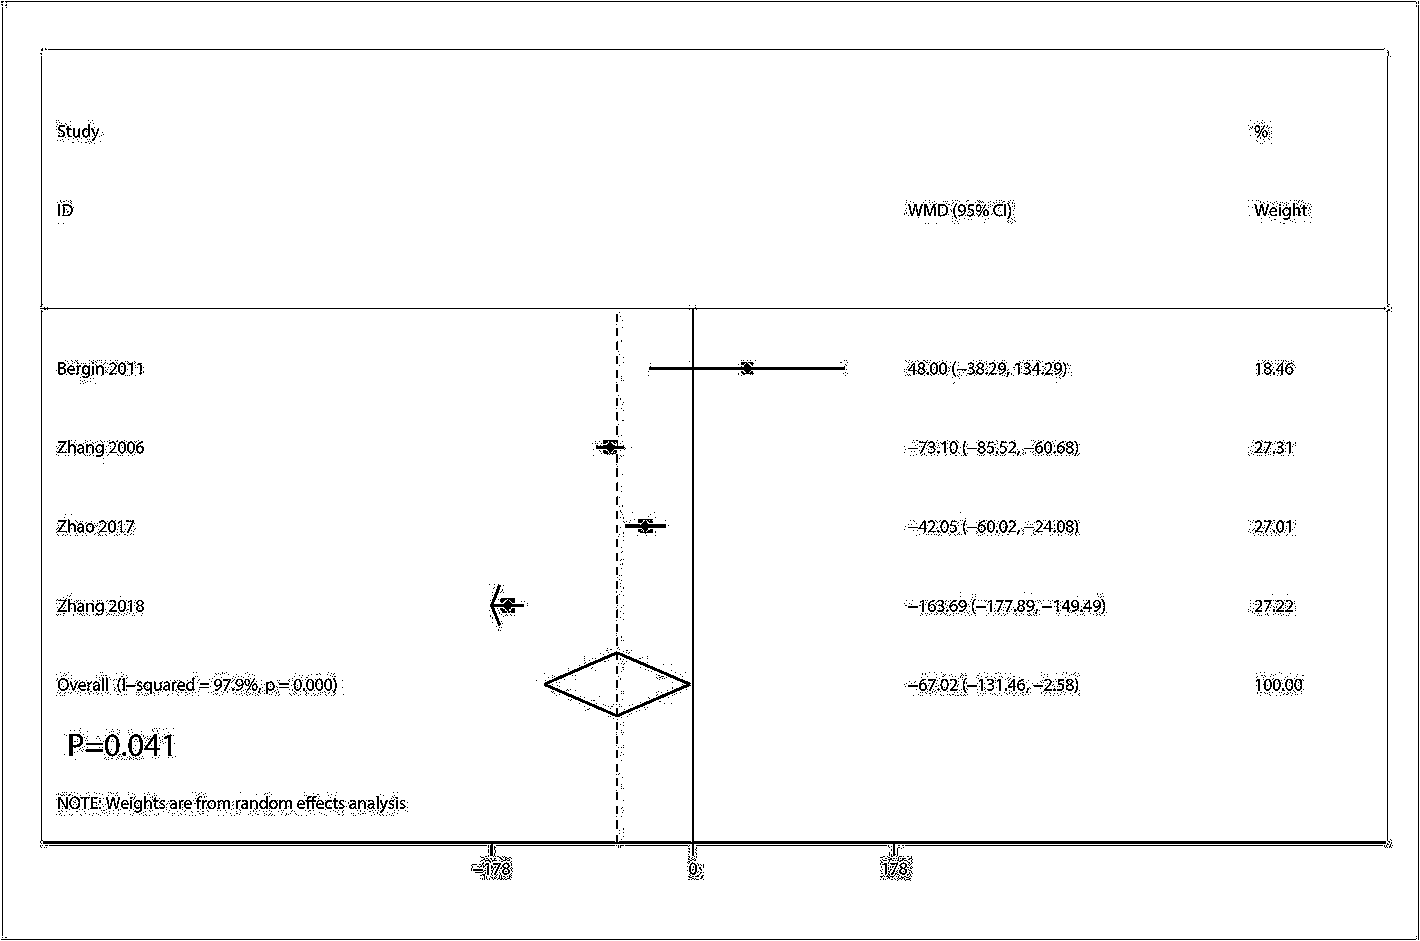 Study %
ID WMD (95% CI) Weight
Bergin 2011 48.00 (−38.29, 134.29) 18.46
Zhang 2006 −73.10 (−85.52, −60.68) 27.31
Zhao 2017 −42.05 (−60.02, −24.08) 27.01
Zhang 2018 −163.69 (−177.89, −149.49) 27.22
Overall (I−squared = 97.9%, p = 0.000) −67.02 (−131.46, −2.58) 100.00
P=0.041
NOTE: Weights are from random effects analysis
−178 0 178